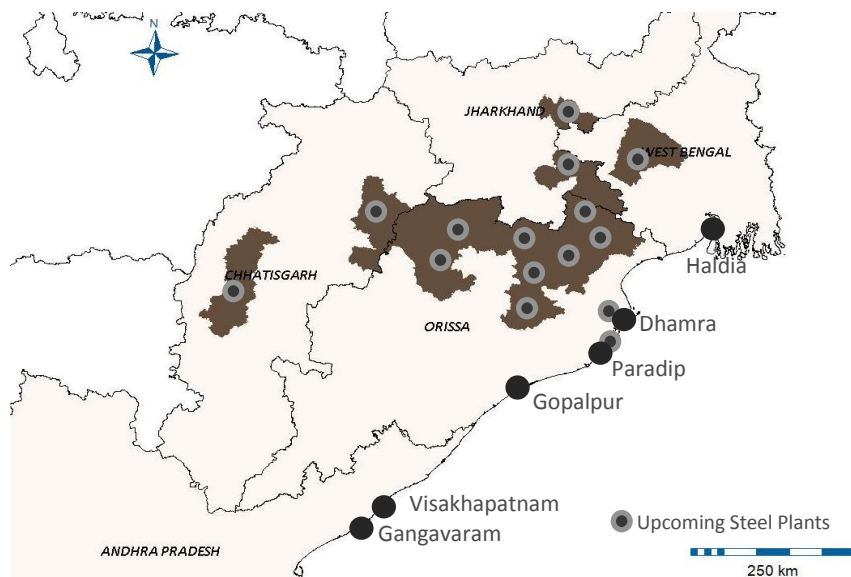 N
JHARKHAND
WEST BENGAL
Haldia
CHHATISGARH
ORISSA
Dhamra
Paradip
Gopalpur
Visakhapatnam
Gangavaram
Upcoming Steel Plants
ANDHRA PRADESH
250 km